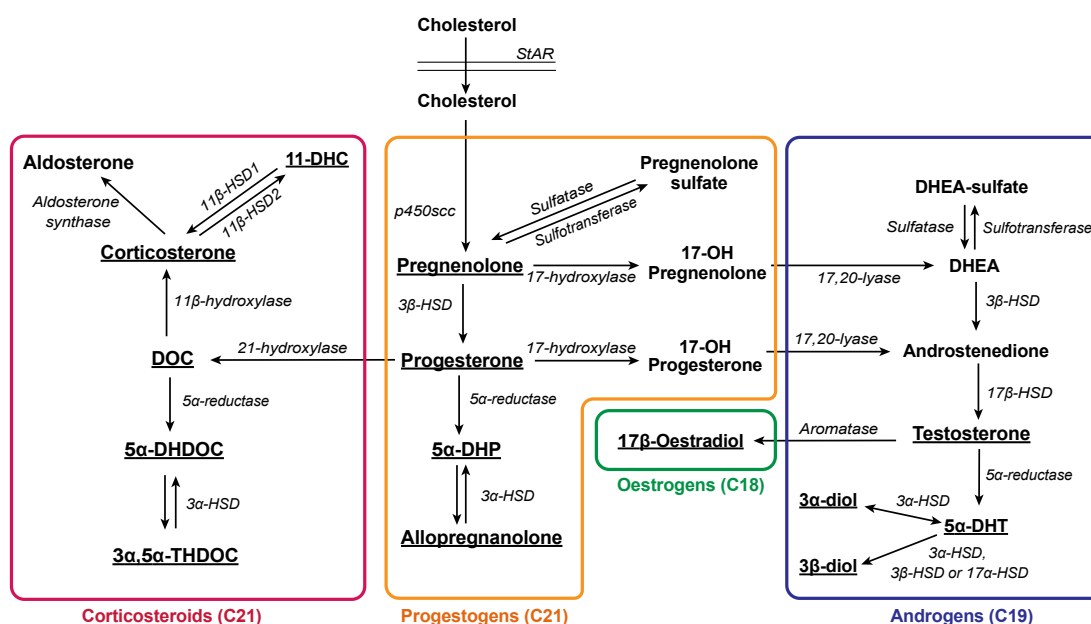 Cholesterol
StAR
Cholesterol
Aldosterone
11-DHC
11β-HSD1
11β-HSD2
Aldosterone
synthase
Corticosterone
11β-hydroxylase
DOC
21-hydroxylase
5α-reductase
5α-DHDOC
3α-HSD
3α,5α-THDOC
Corticosteroids (C21)
p450scc
Pregnenolone
sulfate
Sulfatase
Sulfotransferase
Pregnenolone
17-hydroxylase
17-OH
Pregnenolone
3β-HSD
Progesterone
17-hydroxylase
17-OH
Progesterone
5α-reductase
5α-DHP
3α-HSD
Allopregnanolone
Progestogens (C21)
17β-Oestradiol
Oestrogens (C18)
DHEA-sulfate
Sulfatase
Sulfotransferase
17,20-lyase
DHEA
3β-HSD
17,20-lyase
Androstenedione
17β-HSD
Aromatase
Testosterone
5α-reductase
3α-diol
3α-HSD
5α-DHT
3β-diol
3α-HSD,
3β-HSD or 17α-HSD
Androgens (C19)